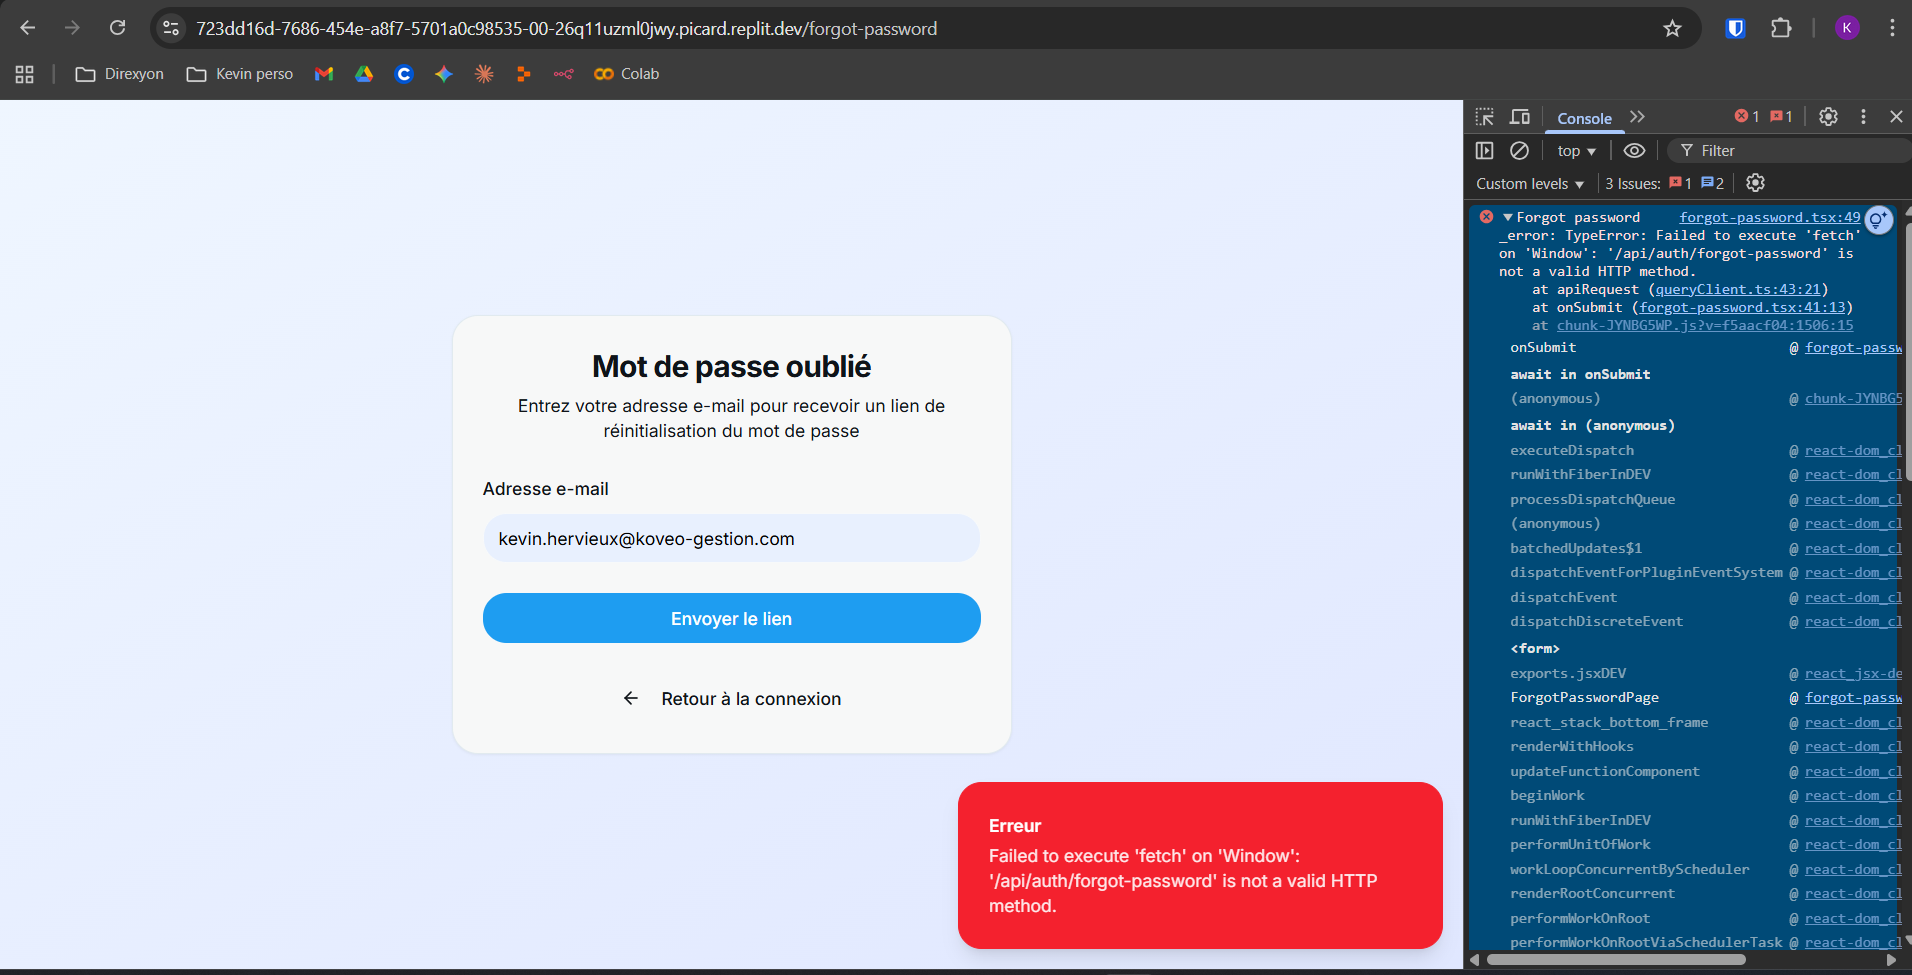 723dd16d-7686-454e-a8f7-5701a0c98535-00-26q11uzml0jwy.picard.replit.dev/forgot-password
K
Direxyon
Kevin perso
Colab
Mot de passe oublié
Entrez votre adresse e-mail pour recevoir un lien de
réinitialisation du mot de passe
Adresse e-mail
kevin.hervieux@koveo-gestion.com
Envoyer le lien
Retour à la connexion
Erreur
Failed to execute 'fetch' on 'Window':
'/api/auth/forgot-password' is not a valid HTTP
method.
Console 1 1
top Filter
Custom levels 3 Issues: 1 2
Forgot password forgot-password.tsx:49
_error: TypeError: Failed to execute 'fetch'
on 'Window': '/api/auth/forgot-password' is
not a valid HTTP method.
at apiRequest (queryClient.ts:43:21)
at onSubmit (forgot-password.tsx:41:13)
at chunk-JYNBG5WP.js?v=f5aacf04:1506:15
onSubmit @ forgot-passw
await in onSubmit
(anonymous) @ chunk-JYNBG5
await in (anonymous)
executeDispatch @ react-dom_cl
runWithFiberInDEV @ react-dom_cl
processDispatchQueue @ react-dom_cl
(anonymous) @ react-dom_cl
batchedUpdates$1 @ react-dom_cl
dispatchEventForPluginEventSystem @ react-dom_cl
dispatchEvent @ react-dom_cl
dispatchDiscreteEvent @ react-dom_cl
<form>
exports.jsxDEV @ react_jsx-de
ForgotPasswordPage @ forgot-passw
react_stack_bottom_frame @ react-dom_cl
renderWithHooks @ react-dom_cl
updateFunctionComponent @ react-dom_cl
beginWork @ react-dom_cl
runWithFiberInDEV @ react-dom_cl
performUnitOfWork @ react-dom_cl
workLoopConcurrentByScheduler @ react-dom_cl
renderRootConcurrent @ react-dom_cl
performWorkOnRoot @ react-dom_cl
performWorkOnRootViaSchedulerTask @ react-dom_cl